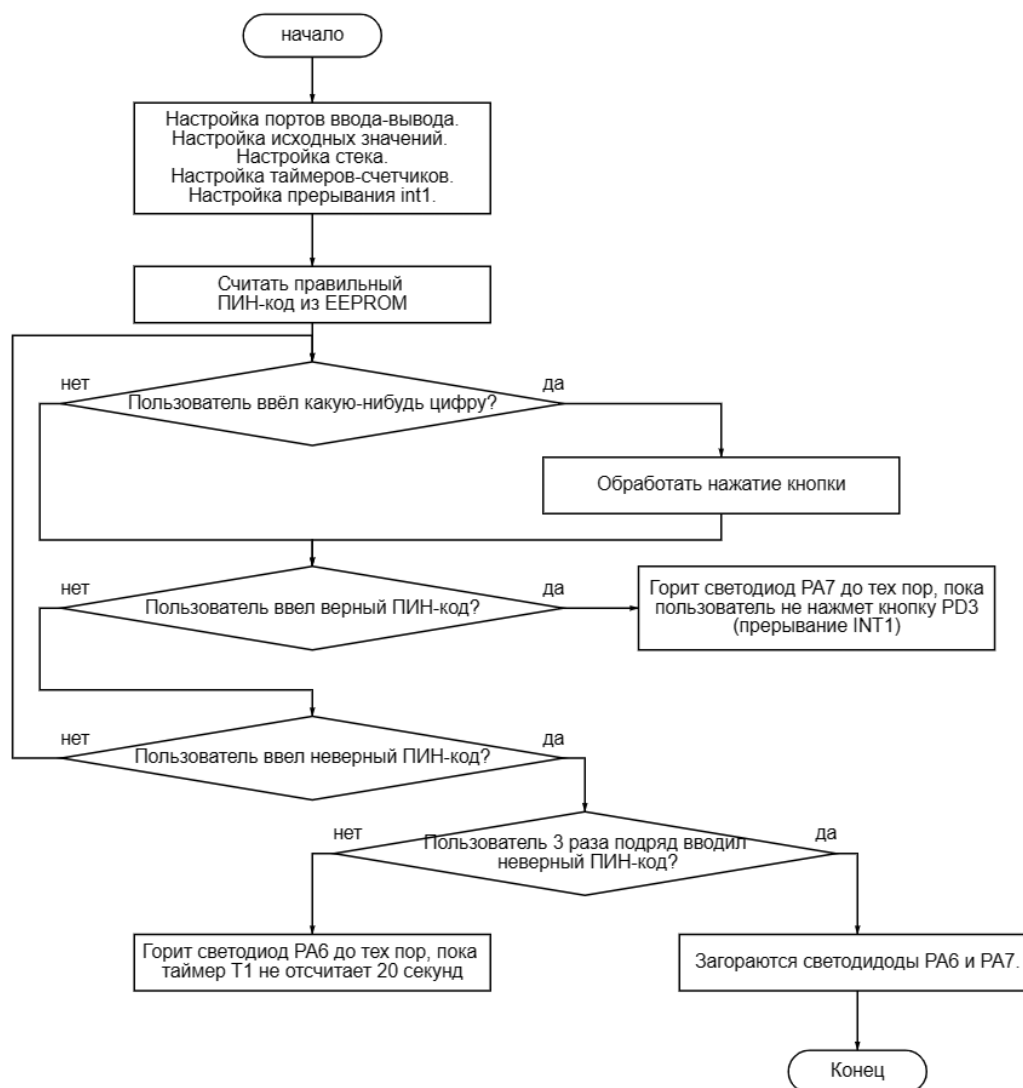 начало
Настройка портов ввода-вывода.
Настройка исходных значений.
Настройка стека.
Настройка таймеров-счетчиков.
Настройка прерывания int1.
Считать правильный
ПИН-код из EEPROM
нет
да
Пользователь ввёл какую-нибудь цифру?
Обработать нажатие кнопки
нет
да
Пользователь ввел верный ПИН-код?
Горит светодиод PA7 до тех пор, пока
пользователь не нажмет кнопку PD3
(прерывание INT1)
нет
да
Пользователь ввел неверный ПИН-код?
нет
да
Пользователь 3 раза подряд вводил
неверный ПИН-код?
Горит светодиод PA6 до тех пор, пока
таймер T1 не отсчитает 20 секунд
Загораются светодидоды PA6 и PA7.
Конец